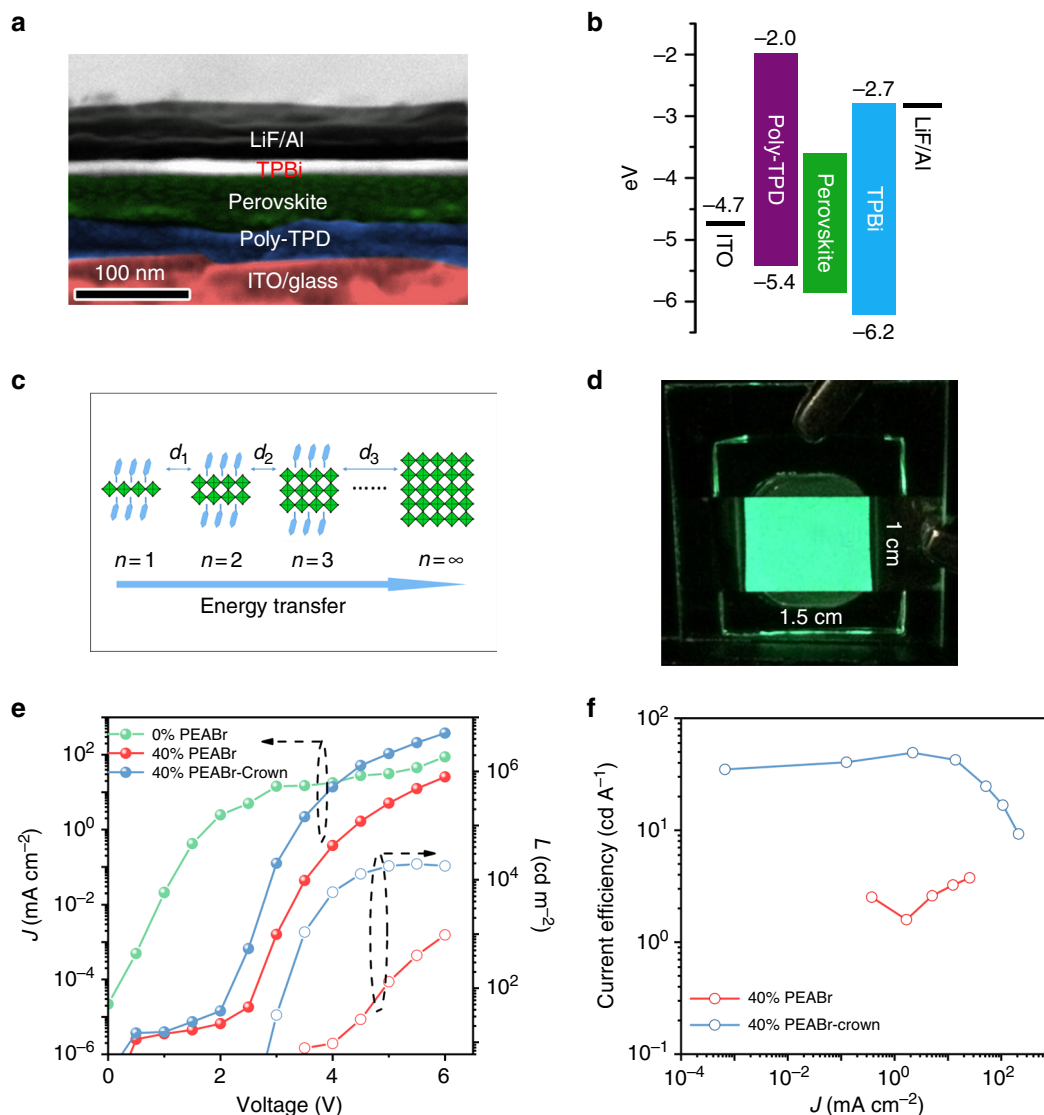 a
LiF/Al
TPBi
Perovskite
Poly-TPD
100 nm
ITO/glass
b
eV
−2
−3
−4
−5
−6
−4.7
ITO
−2.0
Poly-TPD
−5.4
Perovskite
−2.7
TPBi
−6.2
LiF/Al
c
d₁ d₂ d₃
......
n = 1 n = 2 n = 3 n = ∞
Energy transfer
d
1 cm
1.5 cm
e
0% PEABr
40% PEABr
40% PEABr-Crown
J (mA cm⁻²)
10² 10⁰ 10⁻² 10⁻⁴ 10⁻⁶
L (cd m⁻²)
10⁶ 10⁴ 10²
0 2 4 6
Voltage (V)
f
Current efficiency (cd A⁻¹)
10² 10¹ 10⁰ 10⁻¹
40% PEABr
40% PEABr-crown
10⁻⁴ 10⁻² 10⁰ 10²
J (mA cm⁻²)